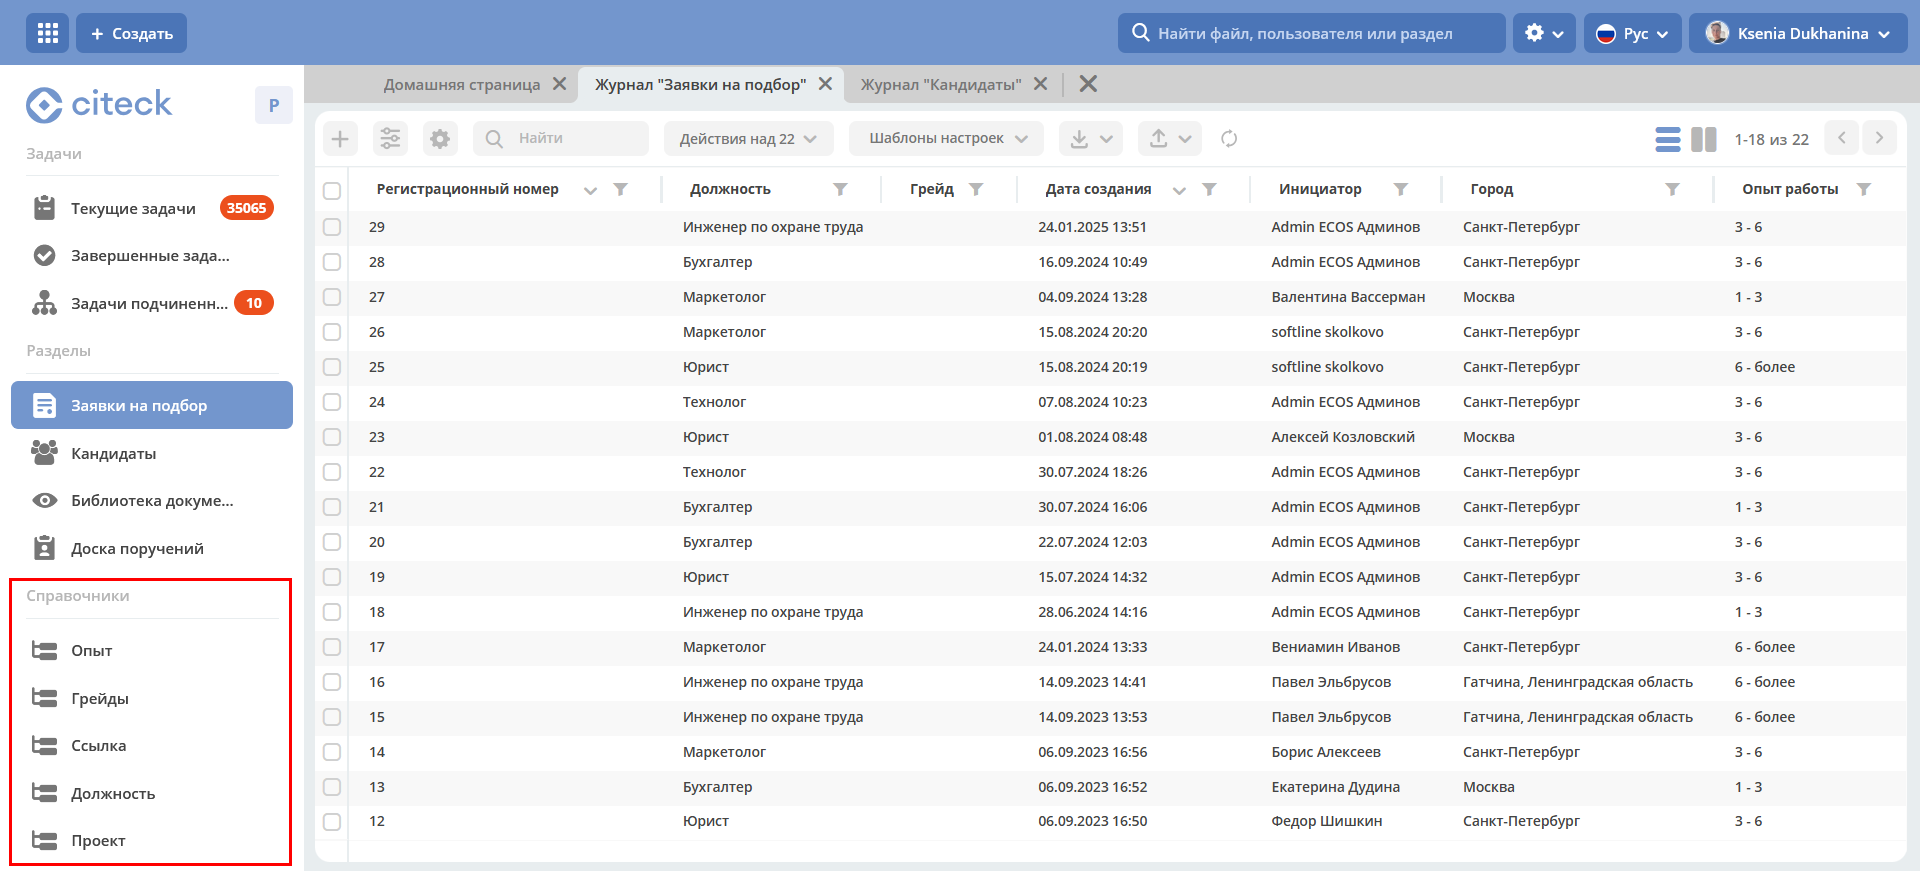 + Создать
Найти файл, пользователя или раздел
Рус
Ksenia Dukhanina
citeck
P
Задачи
Текущие задачи 35065
Завершенные зада...
Задачи подчиненн... 10
Разделы
Заявки на подбор
Кандидаты
Библиотека докуме...
Доска поручений
Справочники
Опыт
Грейды
Ссылка
Должность
Проект
Домашняя страница Журнал "Заявки на подбор" Журнал "Кандидаты"
Найти Действия над 22 Шаблоны настроек 1-18 из 22
Регистрационный номер Должность Грейд Дата создания Инициатор Город Опыт работы
29 Инженер по охране труда 24.01.2025 13:51 Admin ECOS Админов Санкт-Петербург 3 - 6
28 Бухгалтер 16.09.2024 10:49 Admin ECOS Админов Санкт-Петербург 3 - 6
27 Маркетолог 04.09.2024 13:28 Валентина Вассерман Москва 1 - 3
26 Маркетолог 15.08.2024 20:20 softline skolkovo Санкт-Петербург 3 - 6
25 Юрист 15.08.2024 20:19 softline skolkovo Санкт-Петербург 6 - более
24 Технолог 07.08.2024 10:23 Admin ECOS Админов Санкт-Петербург 3 - 6
23 Юрист 01.08.2024 08:48 Алексей Козловский Москва 3 - 6
22 Технолог 30.07.2024 18:26 Admin ECOS Админов Санкт-Петербург 3 - 6
21 Бухгалтер 30.07.2024 16:06 Admin ECOS Админов Санкт-Петербург 1 - 3
20 Бухгалтер 22.07.2024 12:03 Admin ECOS Админов Санкт-Петербург 3 - 6
19 Юрист 15.07.2024 14:32 Admin ECOS Админов Санкт-Петербург 3 - 6
18 Инженер по охране труда 28.06.2024 14:16 Admin ECOS Админов Санкт-Петербург 1 - 3
17 Маркетолог 24.01.2024 13:33 Вениамин Иванов Санкт-Петербург 6 - более
16 Инженер по охране труда 14.09.2023 14:41 Павел Эльбрусов Гатчина, Ленинградская область 6 - более
15 Инженер по охране труда 14.09.2023 13:53 Павел Эльбрусов Гатчина, Ленинградская область 6 - более
14 Маркетолог 06.09.2023 16:56 Борис Алексеев Санкт-Петербург 3 - 6
13 Бухгалтер 06.09.2023 16:52 Екатерина Дудина Москва 1 - 3
12 Юрист 06.09.2023 16:50 Федор Шишкин Санкт-Петербург 3 - 6